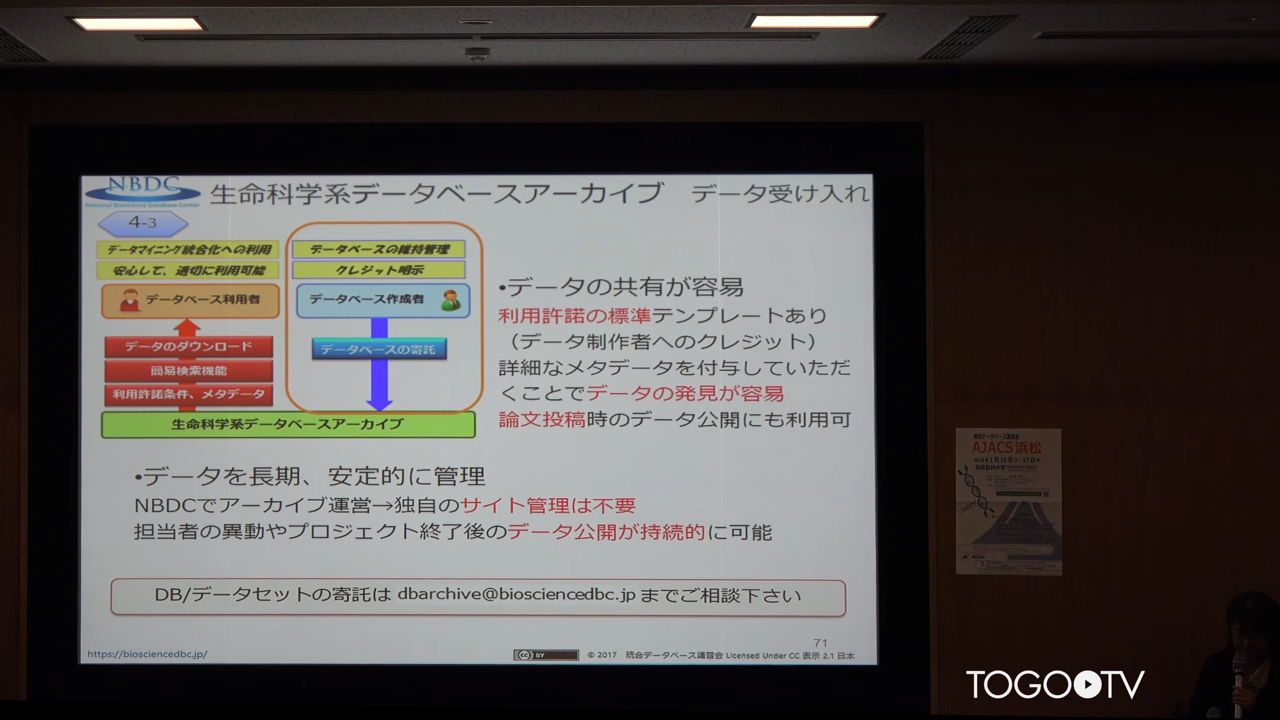 NBDC
National Bioscience Database Center
生命科学系データベースアーカイブ データ受け入れ
4-3
データマイニング統合化への利用
安心して、適切に利用可能
データベース利用者
データのダウンロード
簡易検索機能
利用許諾条件、メタデータ
データベースの維持管理
クレジット明示
データベース作成者
データベースの寄託
生命科学系データベースアーカイブ
•データの共有が容易
利用許諾の標準テンプレートあり
（データ制作者へのクレジット）
詳細なメタデータを付与していただ
くことでデータの発見が容易
論文投稿時のデータ公開にも利用可
•データを長期、安定的に管理
NBDCでアーカイブ運営→独自のサイト管理は不要
担当者の異動やプロジェクト終了後のデータ公開が持続的に可能
DB/データセットの寄託は dbarchive@biosciencedbc.jp までご相談下さい
71
https://biosciencedbc.jp/
CC BY
© 2017 統合データベース講習会 Licensed Under CC 表示 2.1 日本
統合データベース講習会
AJACS浜松
TOGO TV